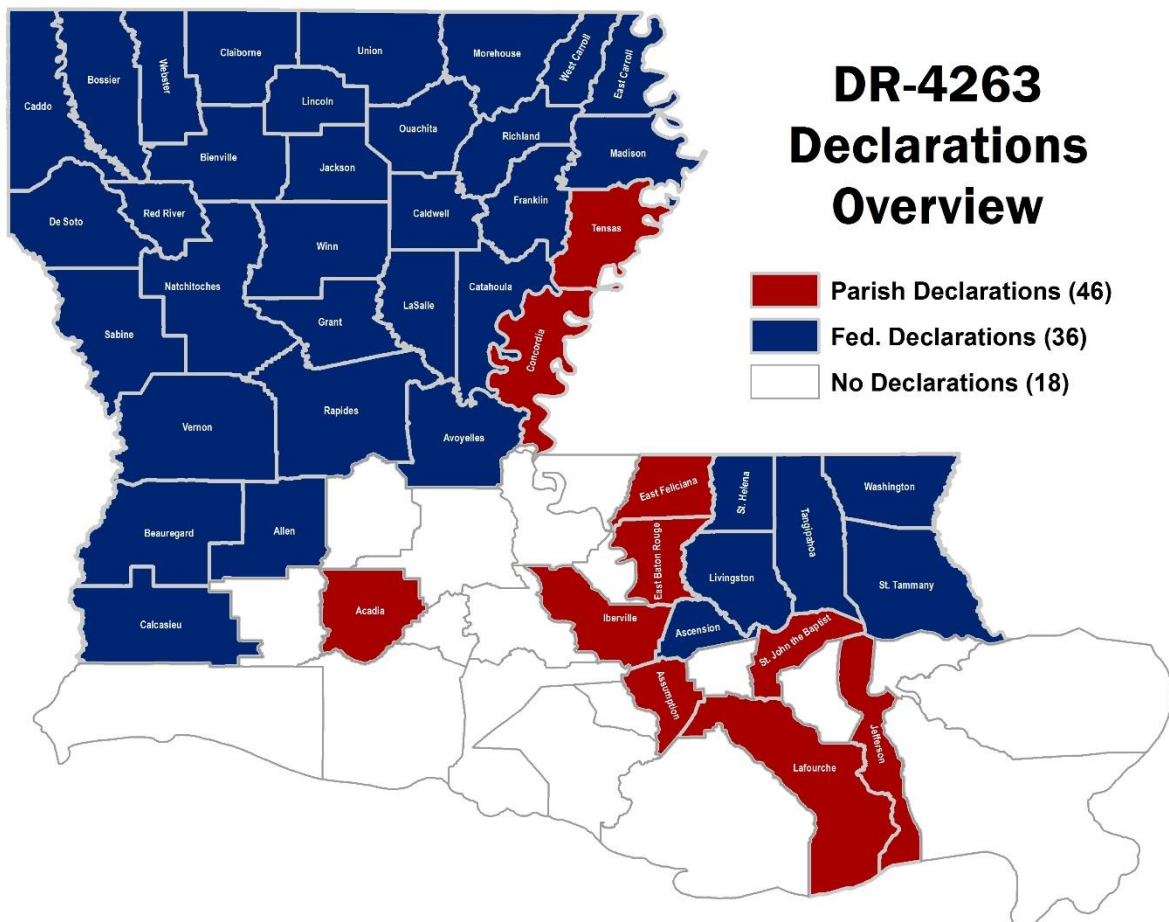 DR-4263
Declarations
Overview
Parish Declarations (46)
Fed. Declarations (36)
No Declarations (18)
Caddo
Bossier
Webster
Claiborne
Union
Morehouse
West Carroll
East Carroll
Lincoln
Ouachita
Richland
Madison
Bienville
Jackson
Franklin
De Soto
Red River
Caldwell
Tensas
Winn
Natchitoches
LaSalle
Catahoula
Grant
Sabine
Concordia
Vernon
Rapides
Avoyelles
East Feliciana
St. Helena
Tangipahoa
Washington
Beauregard
Allen
East Baton Rouge
Livingston
St. Tammany
Calcasieu
Acadia
Iberville
Ascension
St. John the Baptist
Assumption
Lafourche
Jefferson